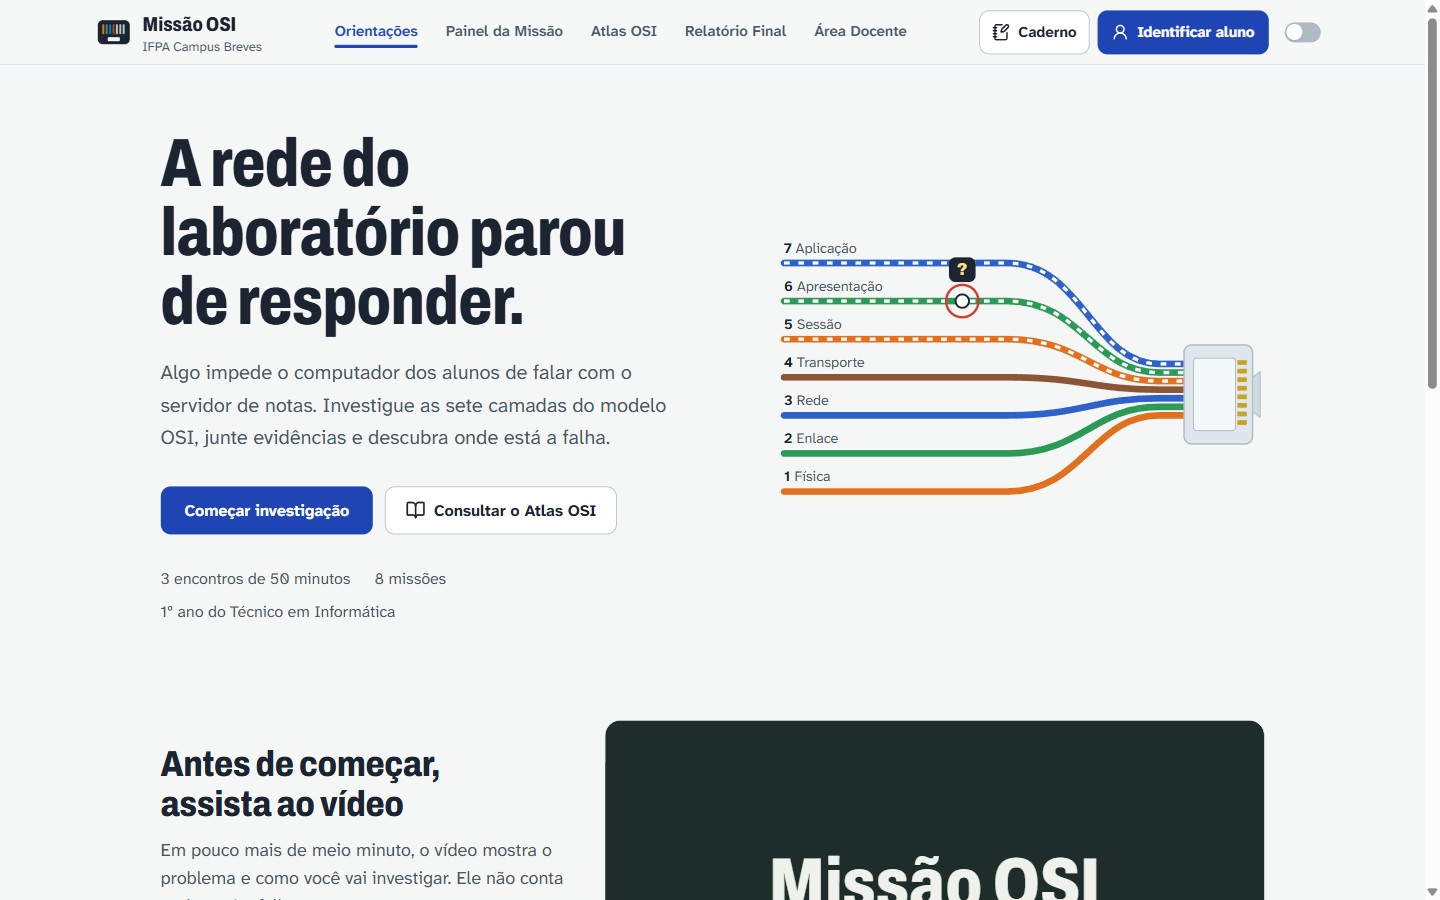 Missão OSI
IFPA Campus Breves
Orientações
Painel da Missão
Atlas OSI
Relatório Final
Área Docente
Caderno
Identificar aluno
A rede do
laboratório parou
de responder.
Algo impede o computador dos alunos de falar com o
servidor de notas. Investigue as sete camadas do modelo
OSI, junte evidências e descubra onde está a falha.
Começar investigação
Consultar o Atlas OSI
3 encontros de 50 minutos
8 missões
1º ano do Técnico em Informática
7 Aplicação
?
6 Apresentação
5 Sessão
4 Transporte
3 Rede
2 Enlace
1 Física
Antes de começar,
assista ao vídeo
Em pouco mais de meio minuto, o vídeo mostra o
problema e como você vai investigar. Ele não conta
Missão OSI